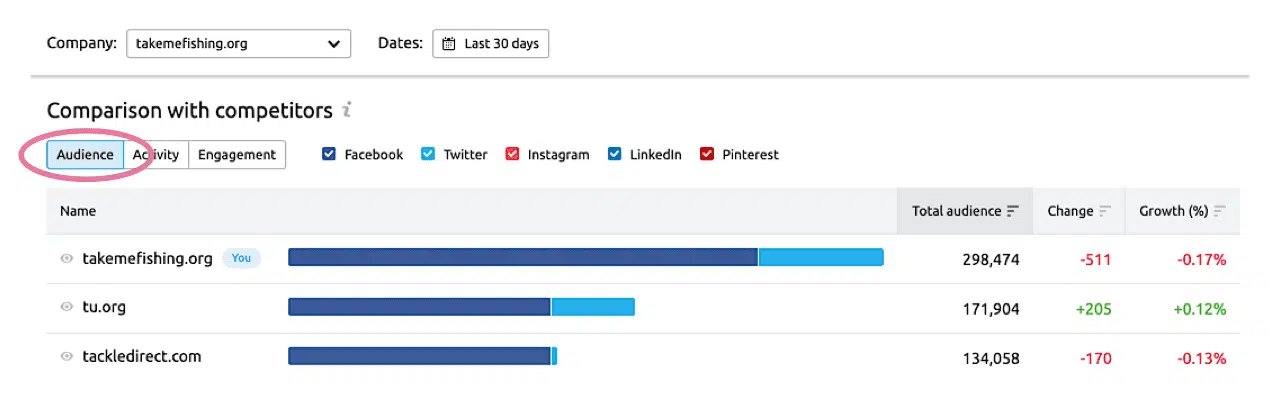 Company: takemefishing.org Dates: Last 30 days
Comparison with competitors i
Audience Activity Engagement Facebook Twitter Instagram LinkedIn Pinterest
Name Total audience Change Growth (%)
takemefishing.org You 298,474 -511 -0.17%
tu.org 171,904 +205 +0.12%
tackledirect.com 134,058 -170 -0.13%